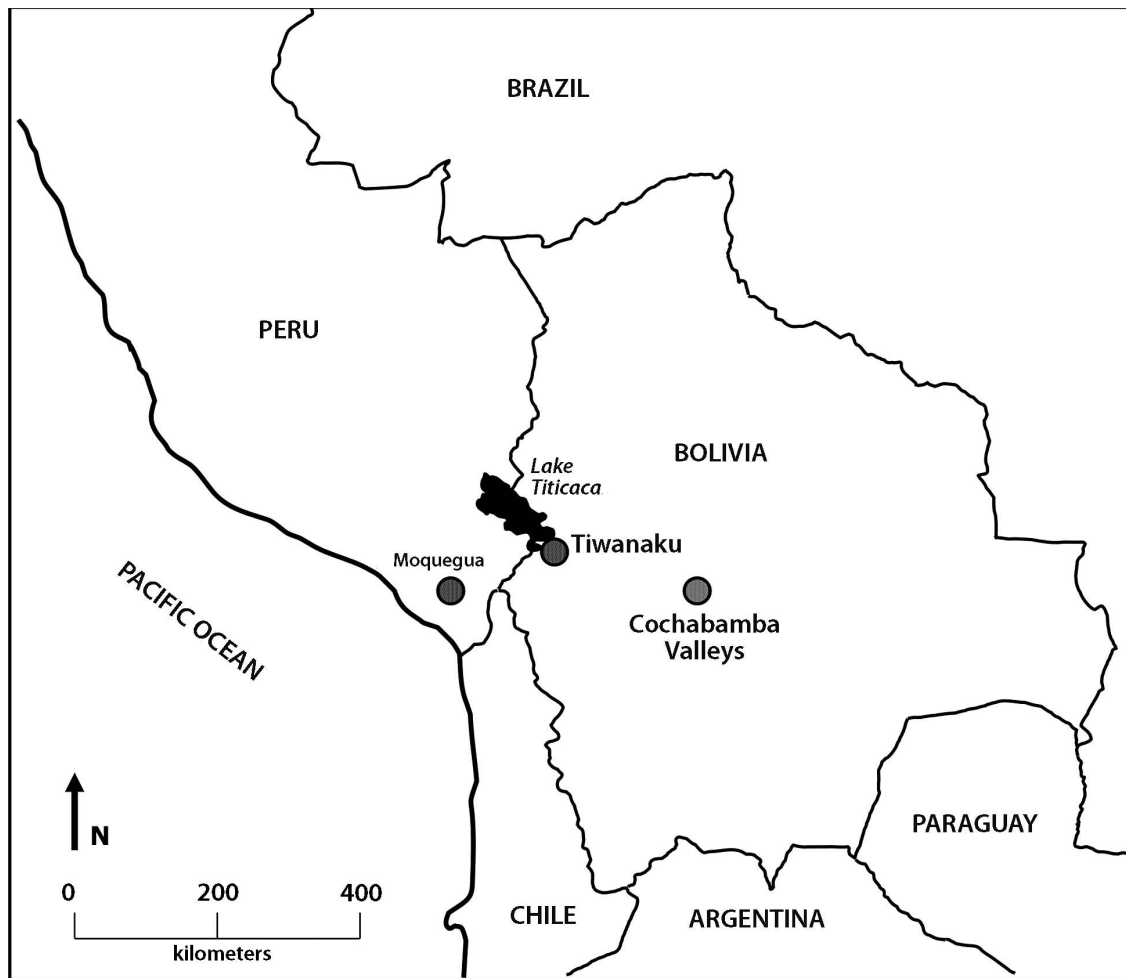 BRAZIL
PERU
BOLIVIA
Lake
Titicaca
Tiwanaku
Moquegua
Cochabamba
Valleys
PACIFIC OCEAN
PARAGUAY
N
0 200 400
kilometers
CHILE
ARGENTINA